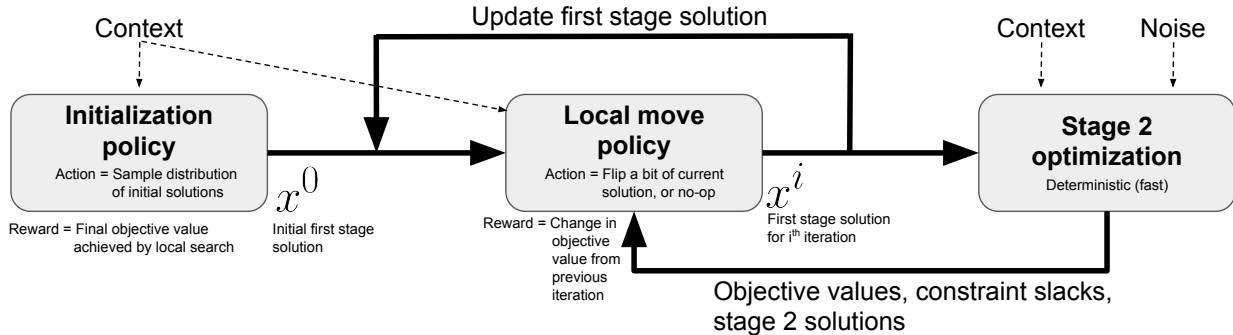 Update first stage solution
Context
Context
Noise
Initialization
policy
Action = Sample distribution
of initial solutions
Reward = Final objective value
achieved by local search
x^0
Initial first stage
solution
Local move
policy
Action = Flip a bit of current
solution, or no-op
Reward = Change in
objective
value from
previous
iteration
x^i
First stage solution
for i^th iteration
Stage 2
optimization
Deterministic (fast)
Objective values, constraint slacks,
stage 2 solutions